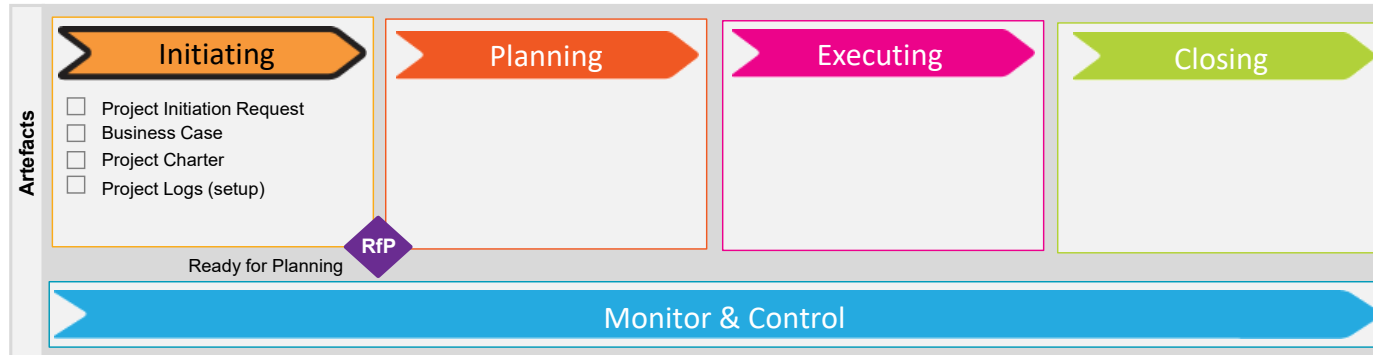 Artefacts
Initiating
Planning
Executing
Closing
Project Initiation Request
Business Case
Project Charter
Project Logs (setup)
RfP
Ready for Planning
Monitor & Control